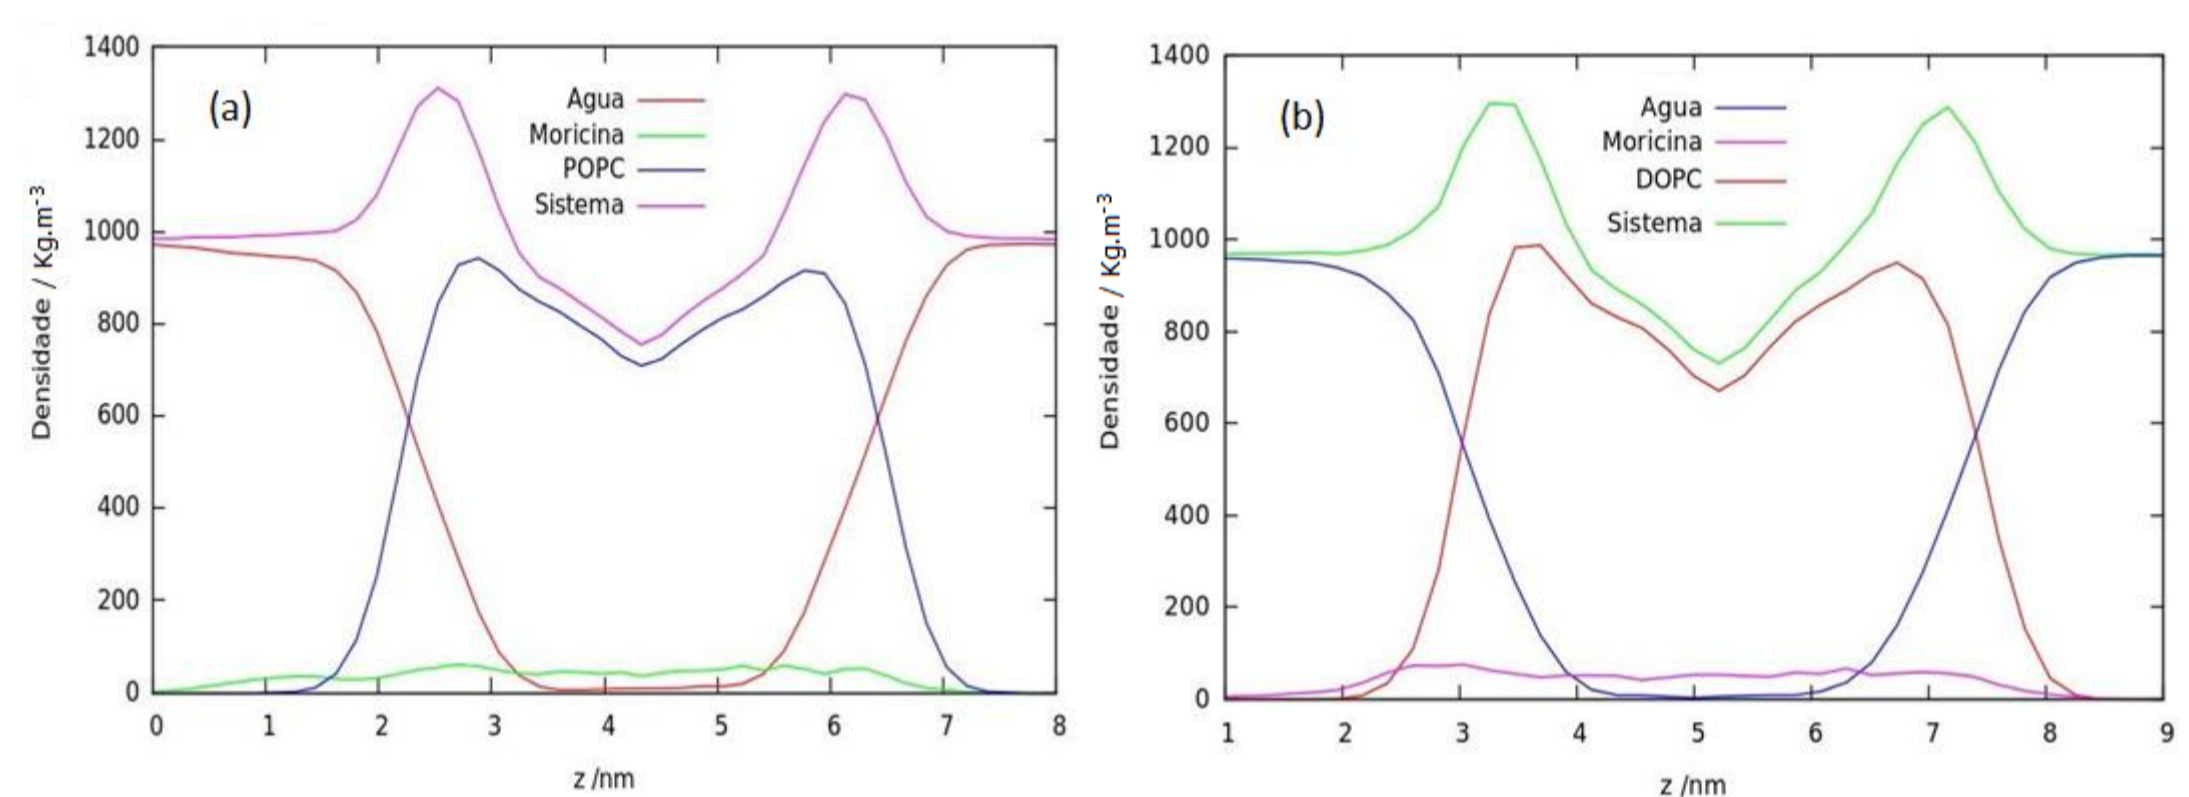 (a)
Agua
Moricina
POPC
Sistema
Densidade / Kg.m⁻³
1400
1200
1000
800
600
400
200
0
0 1 2 3 4 5 6 7 8
z /nm
(b)
Agua
Moricina
DOPC
Sistema
Densidade / Kg.m⁻³
1400
1200
1000
800
600
400
200
0
1 2 3 4 5 6 7 8 9
z /nm